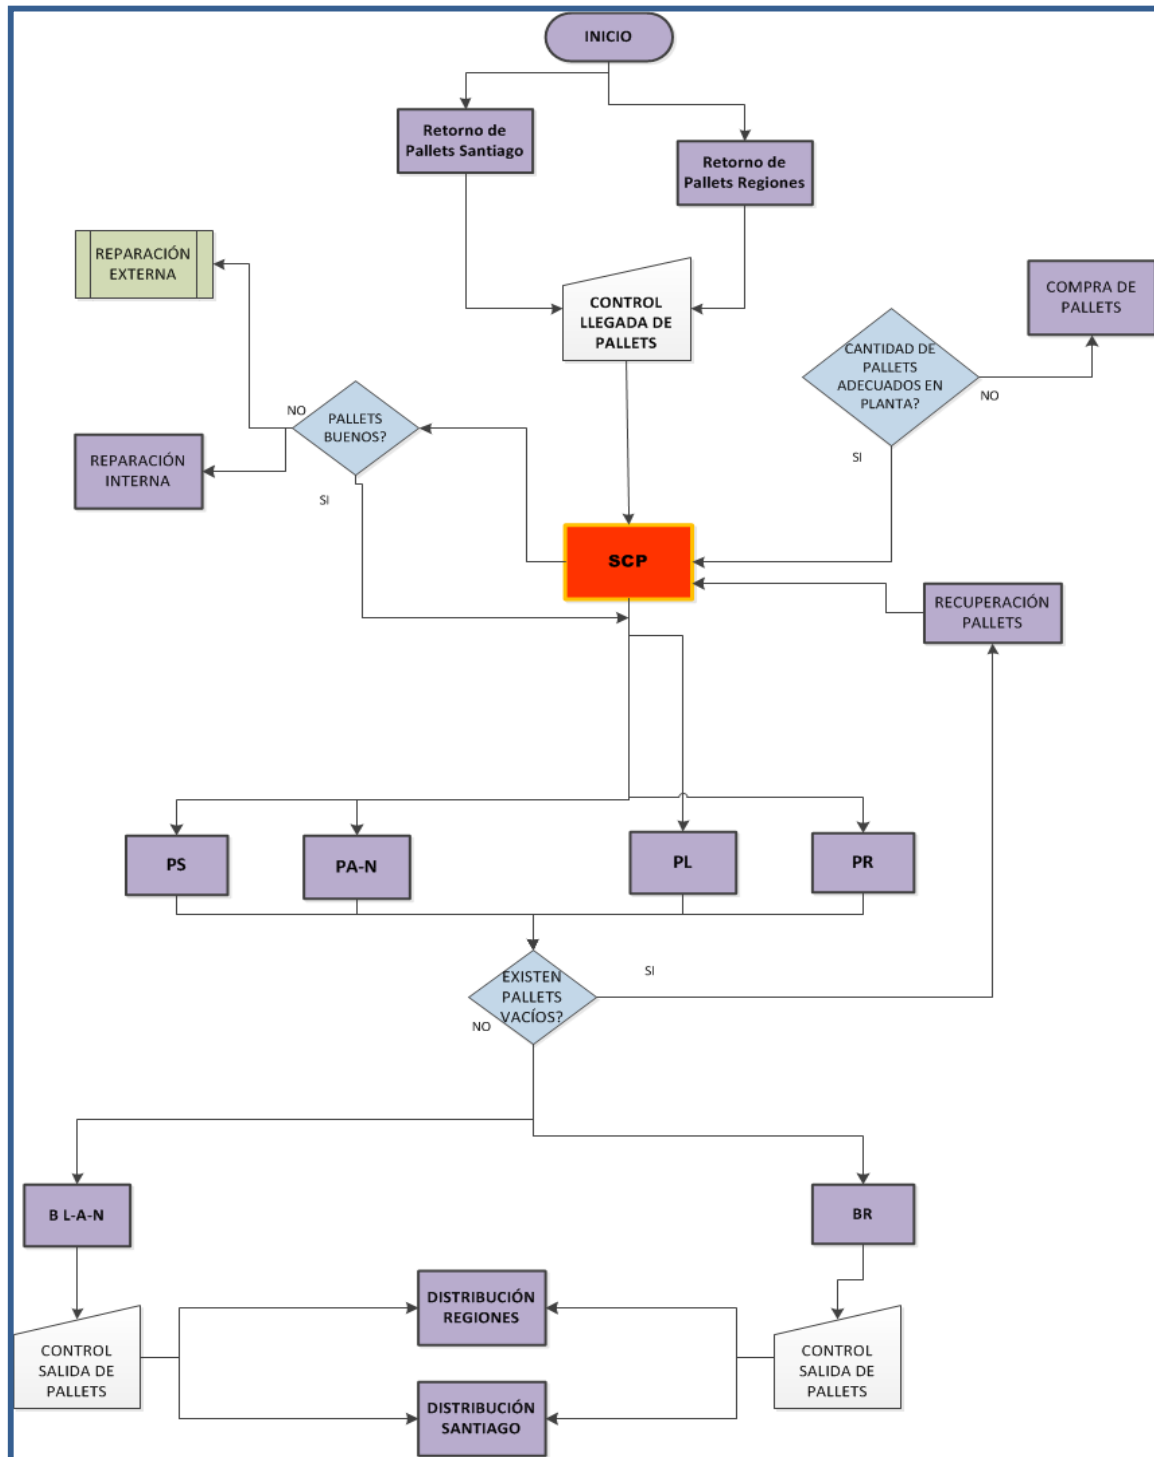 INICIO
Retorno de
Pallets Santiago
Retorno de
Pallets Regiones
REPARACIÓN
EXTERNA
CONTROL
LLEGADA DE
PALLETS
COMPRA DE
PALLETS
CANTIDAD DE
PALLETS
ADECUADOS EN
PLANTA?
NO
SI
NO
PALLETS
BUENOS?
SI
REPARACIÓN
INTERNA
SCP
RECUPERACIÓN
PALLETS
PS
PA-N
PL
PR
EXISTEN
PALLETS
VACÍOS?
SI
NO
B L-A-N
BR
DISTRIBUCIÓN
REGIONES
CONTROL
SALIDA DE
PALLETS
CONTROL
SALIDA DE
PALLETS
DISTRIBUCIÓN
SANTIAGO